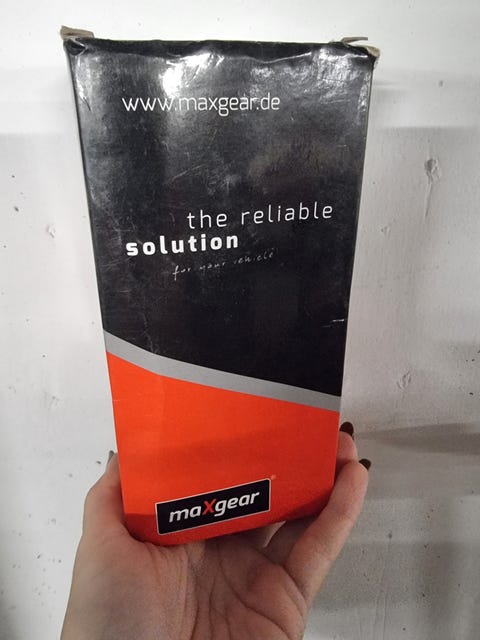 www.maxgear.de
the reliable
solution
for your vehicle
maXgear
®